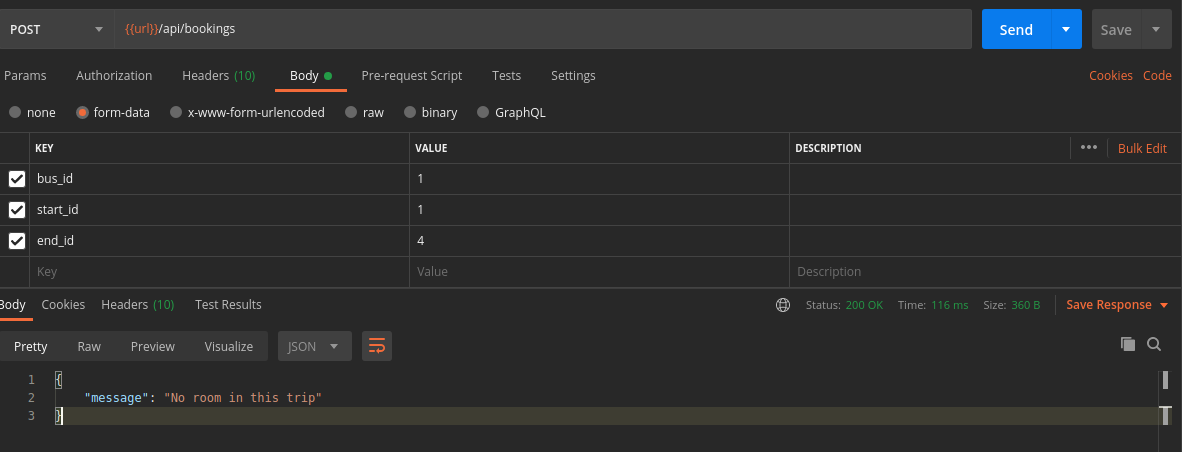 POST {{url}}/api/bookings Send Save
Params Authorization Headers (10) Body Pre-request Script Tests Settings Cookies Code
none form-data x-www-form-urlencoded raw binary GraphQL
KEY VALUE DESCRIPTION ••• Bulk Edit
bus_id 1
start_id 1
end_id 4
Key Value Description
Body Cookies Headers (10) Test Results Status: 200 OK Time: 116 ms Size: 360 B Save Response
Pretty Raw Preview Visualize JSON
1 {
2 "message": "No room in this trip"
3 }